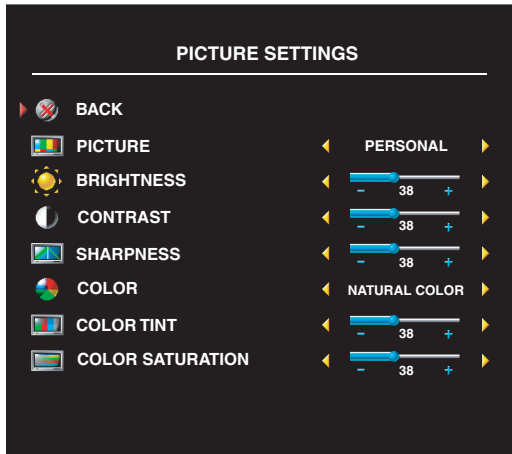 PICTURE SETTINGS
BACK
PICTURE PERSONAL
BRIGHTNESS - 38 +
CONTRAST - 38 +
SHARPNESS - 38 +
COLOR NATURAL COLOR
COLOR TINT - 38 +
COLOR SATURATION - 38 +